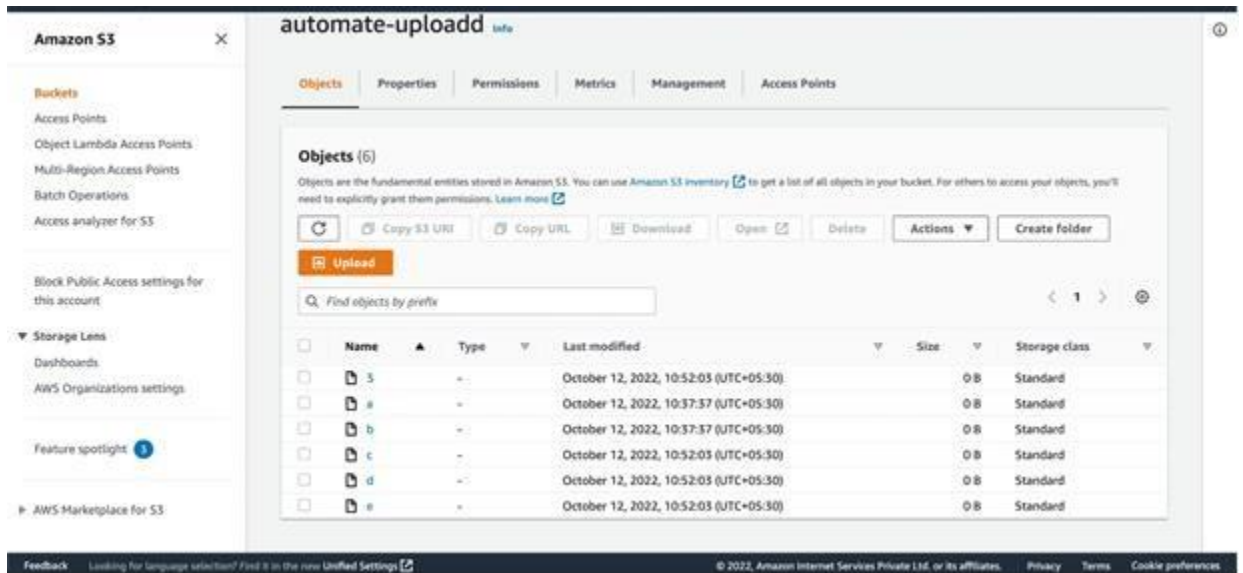 automate-uploadd Info
Amazon S3
Buckets
Access Points
Object Lambda Access Points
Multi-Region Access Points
Batch Operations
Access analyzer for S3
Block Public Access settings for
this account
Storage Lens
Dashboards
AWS Organizations settings
Feature spotlight 3
AWS Marketplace for S3
Objects Properties Permissions Metrics Management Access Points
Objects (6)
Objects are the fundamental entities stored in Amazon S3. You can use Amazon S3 inventory to get a list of all objects in your bucket. For others to access your objects, you'll
need to explicitly grant them permissions. Learn more
Copy S3 URI Copy URL Download Open Delete Actions Create folder
Upload
Find objects by prefix
1
Name Type Last modified Size Storage class
3 - October 12, 2022, 10:52:03 (UTC+05:30) 0 B Standard
a - October 12, 2022, 10:37:37 (UTC+05:30) 0 B Standard
b - October 12, 2022, 10:37:37 (UTC+05:30) 0 B Standard
c - October 12, 2022, 10:52:03 (UTC+05:30) 0 B Standard
d - October 12, 2022, 10:52:03 (UTC+05:30) 0 B Standard
e - October 12, 2022, 10:52:03 (UTC+05:30) 0 B Standard
Feedback Looking for language selection? Find it in the new Unified Settings © 2022, Amazon Internet Services Private Ltd. or its affiliates. Privacy Terms Cookie preferences